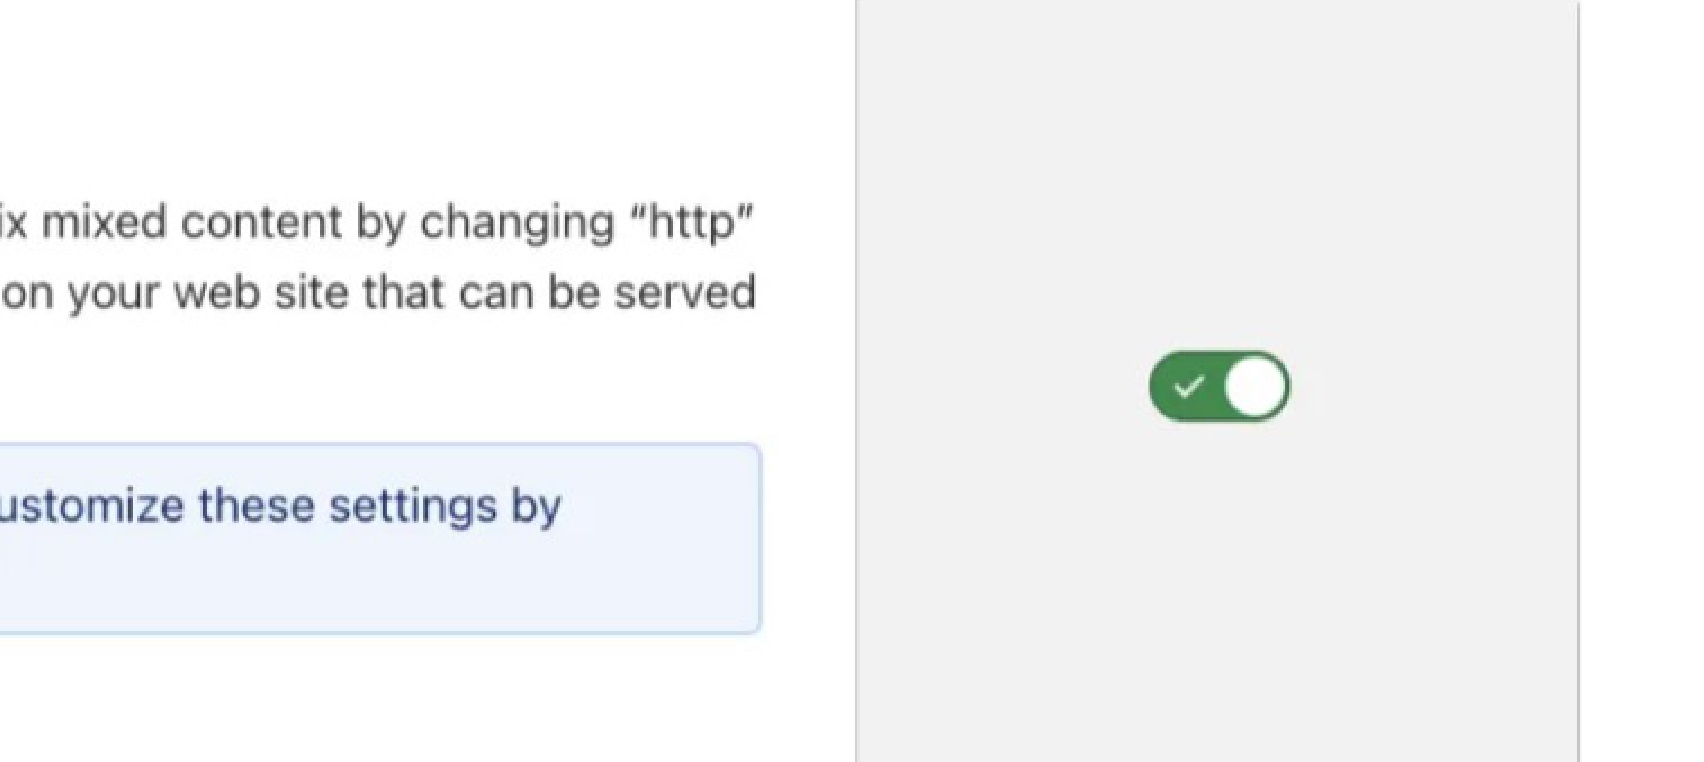 ix mixed content by changing “http”
on your web site that can be served
ustomize these settings by